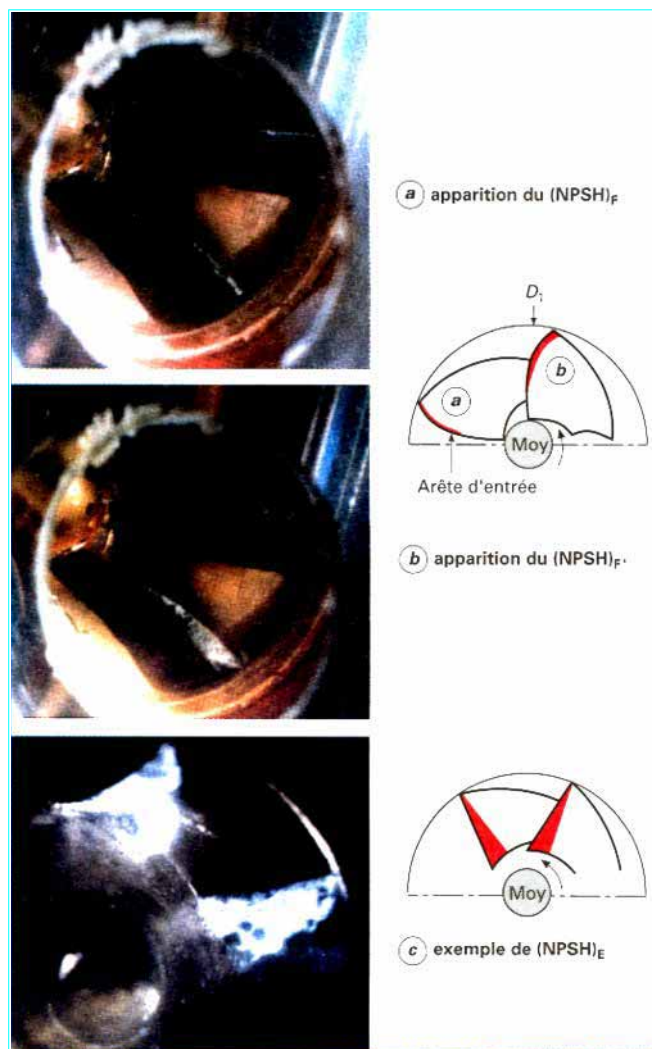 a apparition du (NPSH)F
D1
b
a
Moy
Arête d'entrée
b apparition du (NPSH)F'
Moy
c exemple de (NPSH)E